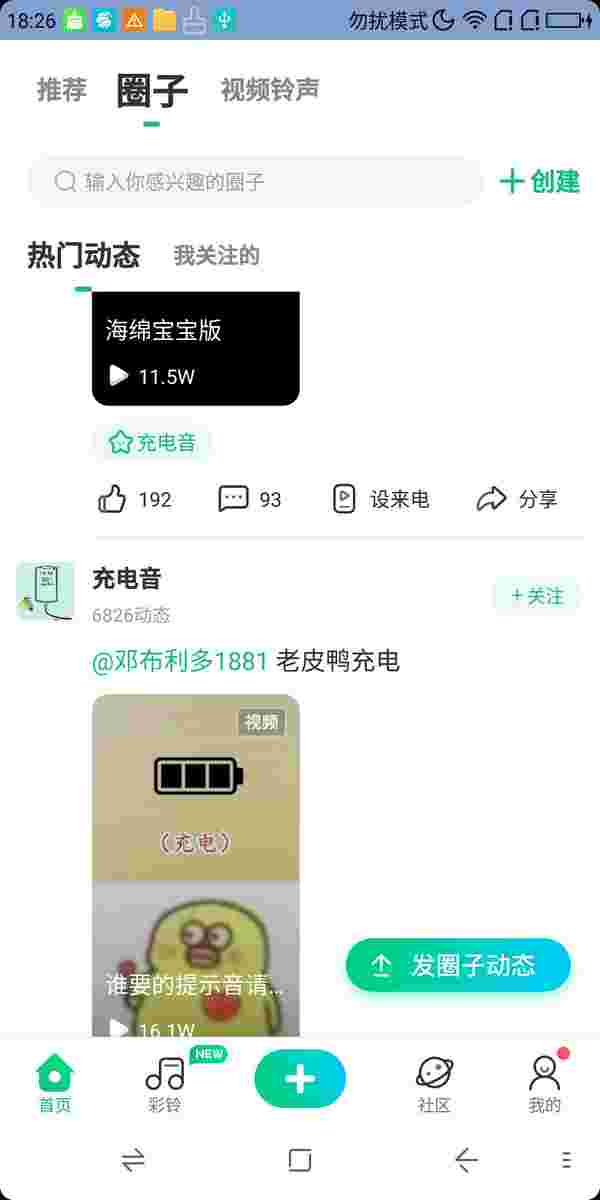 18:26 勿扰模式
推荐 圈子 视频铃声
输入你感兴趣的圈子 创建
热门动态 我关注的
海绵宝宝版
11.5W
充电音
192 93 设来电 分享
充电音
+关注
6826动态
@邓布利多1881 老皮鸭充电
视频
(充电)
谁要的提示音请...
发圈子动态
16.1W
NEW
首页 彩铃 社区 我的